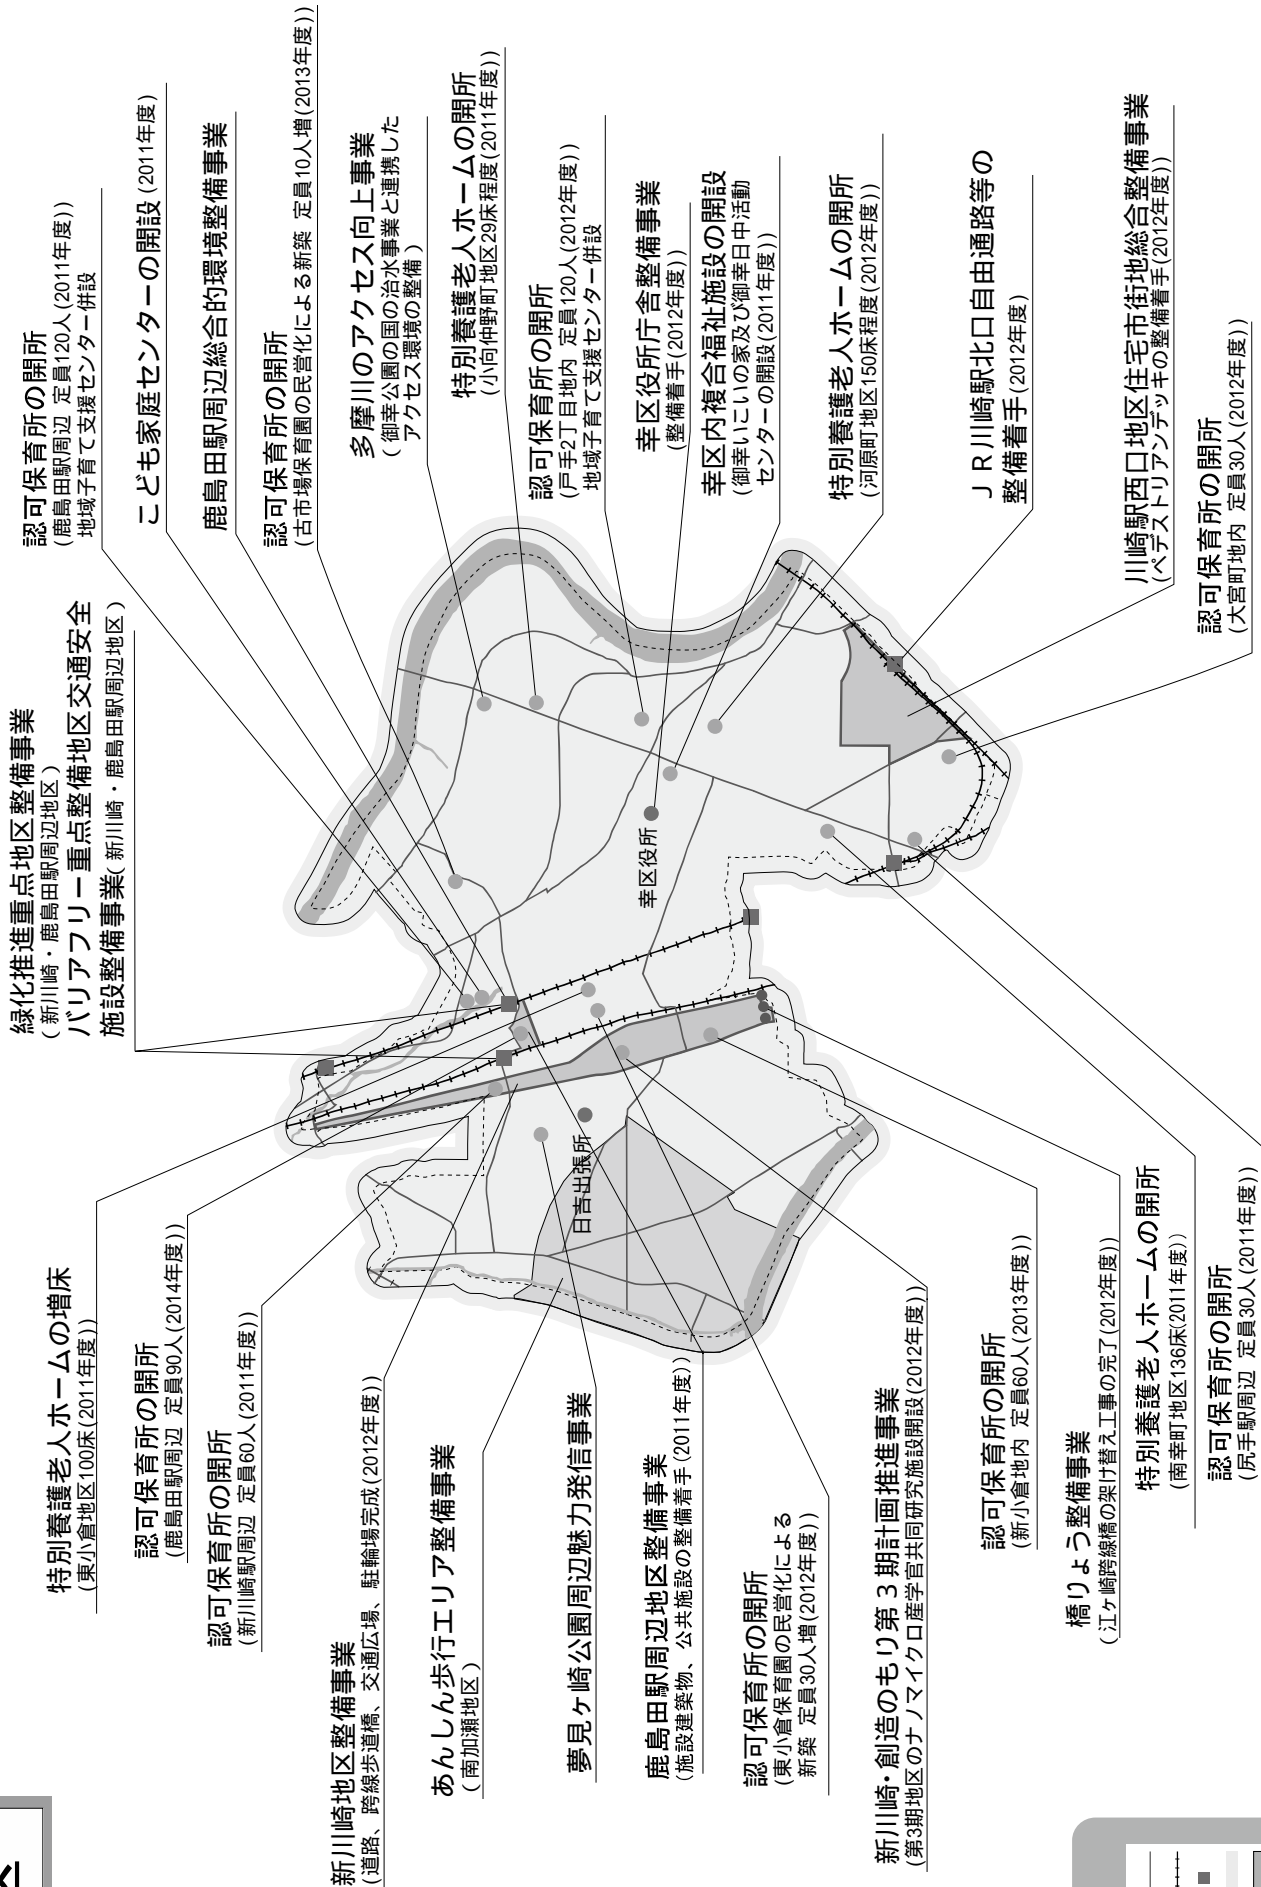 認可保育所の開所
(鹿島田駅周辺 定員120人(2011年度))
地域子育て支援センター併設
こども家庭センターの開設(2011年度)
鹿島田駅周辺総合的環境整備事業
認可保育所の開所
(古市場保育園の民営化による新築 定員10人増(2013年度))
多摩川のアクセス向上事業
(御幸公園の国の治水事業と連携した
アクセス環境の整備)
特別養護老人ホームの開所
(小向仲野町地区29床程度(2011年度))
認可保育所の開所
(戸手2丁目地内 定員120人(2012年度))
地域子育て支援センター併設
幸区役所庁舎整備事業
(整備着手(2012年度))
幸区内複合福祉施設の開設
(御幸いこいの家及び御幸日中活動
センターの開設(2011年度))
特別養護老人ホームの開所
(河原町地区150床程度(2012年度))
ＪＲ川崎駅北口自由通路等の
整備着手(2012年度)
川崎駅西口地区住宅市街地総合整備事業
(ペデストリアンデッキの整備着手(2012年度))
認可保育所の開所
(大宮町地内 定員30人(2012年度))
緑化推進重点地区整備事業
(新川崎・鹿島田駅周辺地区)
バリアフリー重点整備地区交通安全
施設整備事業(新川崎・鹿島田駅周辺地区)
幸区役所
日吉出張所
特別養護老人ホームの増床
(東小倉地区100床(2011年度))
認可保育所の開所
(鹿島田駅周辺 定員90人(2014年度))
認可保育所の開所
(新川崎駅周辺 定員60人(2011年度))
新川崎地区整備事業
(道路、跨線歩道橋、交通広場、駐輪場完成(2012年度))
あんしん歩行エリア整備事業
(南加瀬地区)
夢見ヶ崎公園周辺魅力発信事業
鹿島田駅周辺地区整備事業
(施設建築物、公共施設の整備着手(2011年度))
認可保育所の開所
(東小倉保育園の民営化による
新築 定員30人増(2012年度))
新川崎・創造のもり第３期計画推進事業
(第3期地区のナノマイクロ産学官共同研究施設開設(2012年度))
認可保育所の開所
(新小倉地内 定員60人(2013年度))
橋りょう整備事業
(江ヶ崎跨線橋の架け替え工事の完了(2012年度))
特別養護老人ホームの開所
(南幸町地区136床(2011年度))
認可保育所の開所
(尻手駅周辺 定員30人(2011年度))